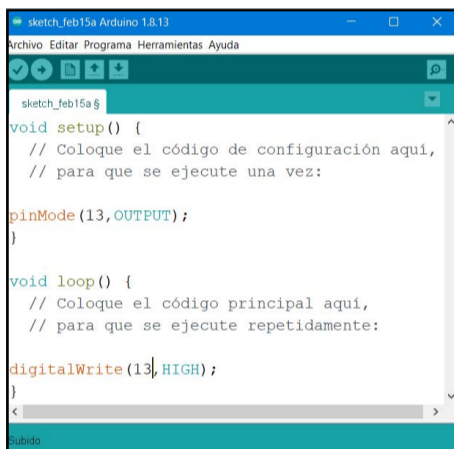 sketch_feb15a Arduino 1.8.13
Archivo Editar Programa Herramientas Ayuda
sketch_feb15a §
void setup() {
// Coloque el código de configuración aquí,
// para que se ejecute una vez:
pinMode(13,OUTPUT);
}
void loop() {
// Coloque el código principal aquí,
// para que se ejecute repetidamente:
digitalWrite(13,HIGH);
}
Subido